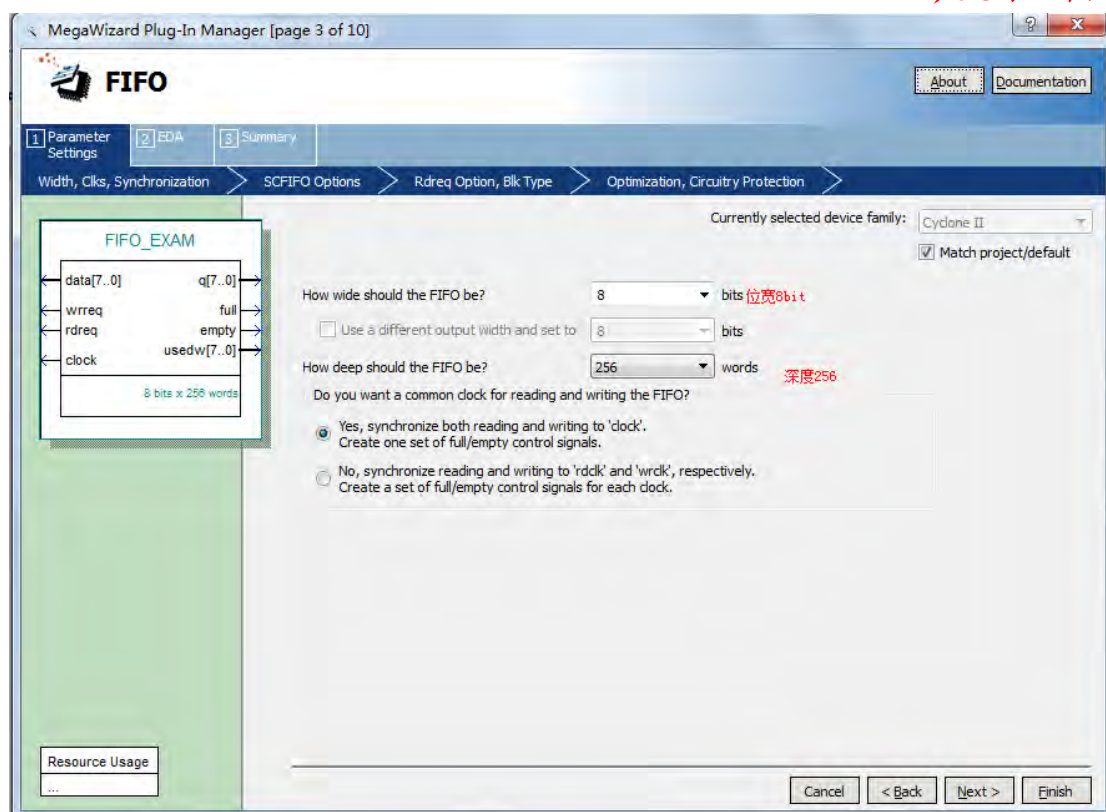 MegaWizard Plug-In Manager [page 3 of 10]
FIFO
About Documentation
1 Parameter Settings 2 EDA 3 Summary
Width, Clks, Synchronization SCFIFO Options Rdreq Option, Blk Type Optimization, Circuitry Protection
Currently selected device family: Cyclone II
Match project/default
FIFO_EXAM
data[7..0] q[7..0]
wrreq full
rdreq empty
usedw[7..0]
clock
8 bits x 256 words
How wide should the FIFO be? 8 bits 位宽8bit
Use a different output width and set to 8 bits
How deep should the FIFO be? 256 words 深度256
Do you want a common clock for reading and writing the FIFO?
Yes, synchronize both reading and writing to 'clock'.
Create one set of full/empty control signals.
No, synchronize reading and writing to 'rdclk' and 'wrclk', respectively.
Create a set of full/empty control signals for each clock.
Resource Usage
...
Cancel < Back Next > Finish